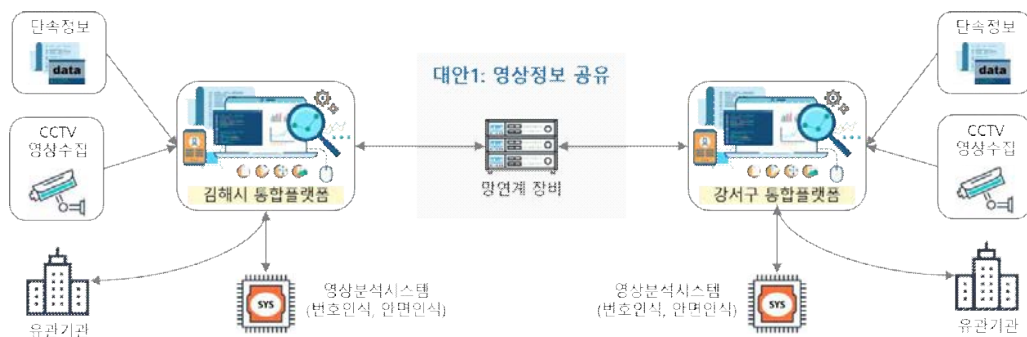 단속정보
data
CCTV
영상수집
김해시 통합플랫폼
유관기관
SYS
영상분석시스템
(번호인식, 안면인식)
대안1: 영상정보 공유
망연계 장비
단속정보
data
CCTV
영상수집
강서구 통합플랫폼
영상분석시스템
(번호인식, 안면인식)
SYS
유관기관